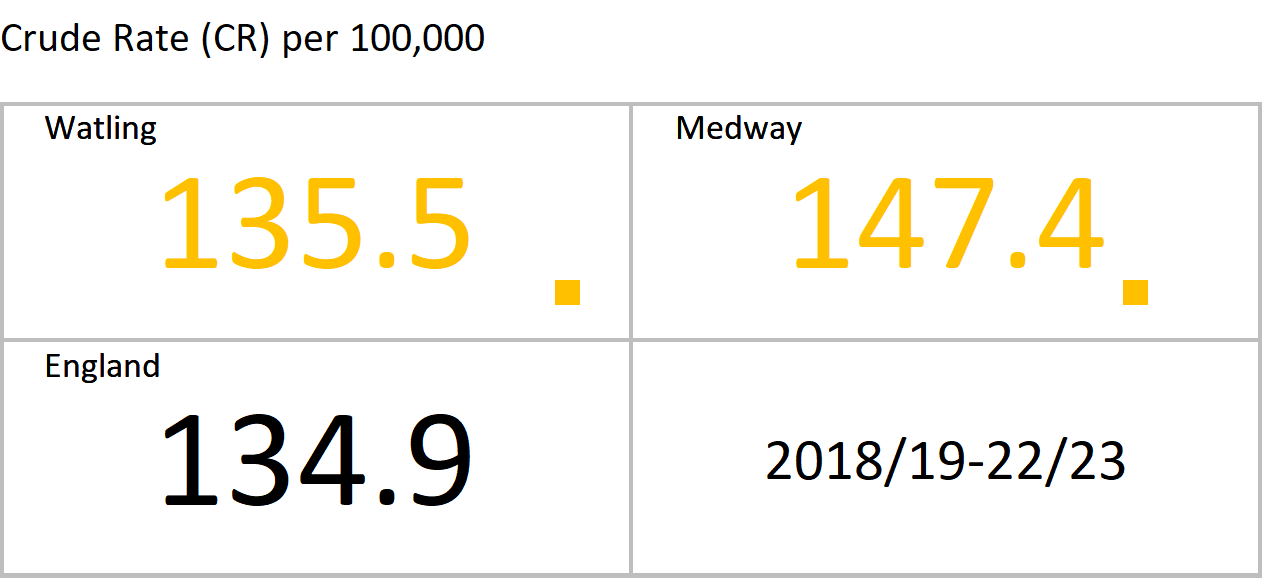 Crude Rate (CR) per 100,000
Watling
135.5
Medway
147.4
England
134.9
2018/19-22/23